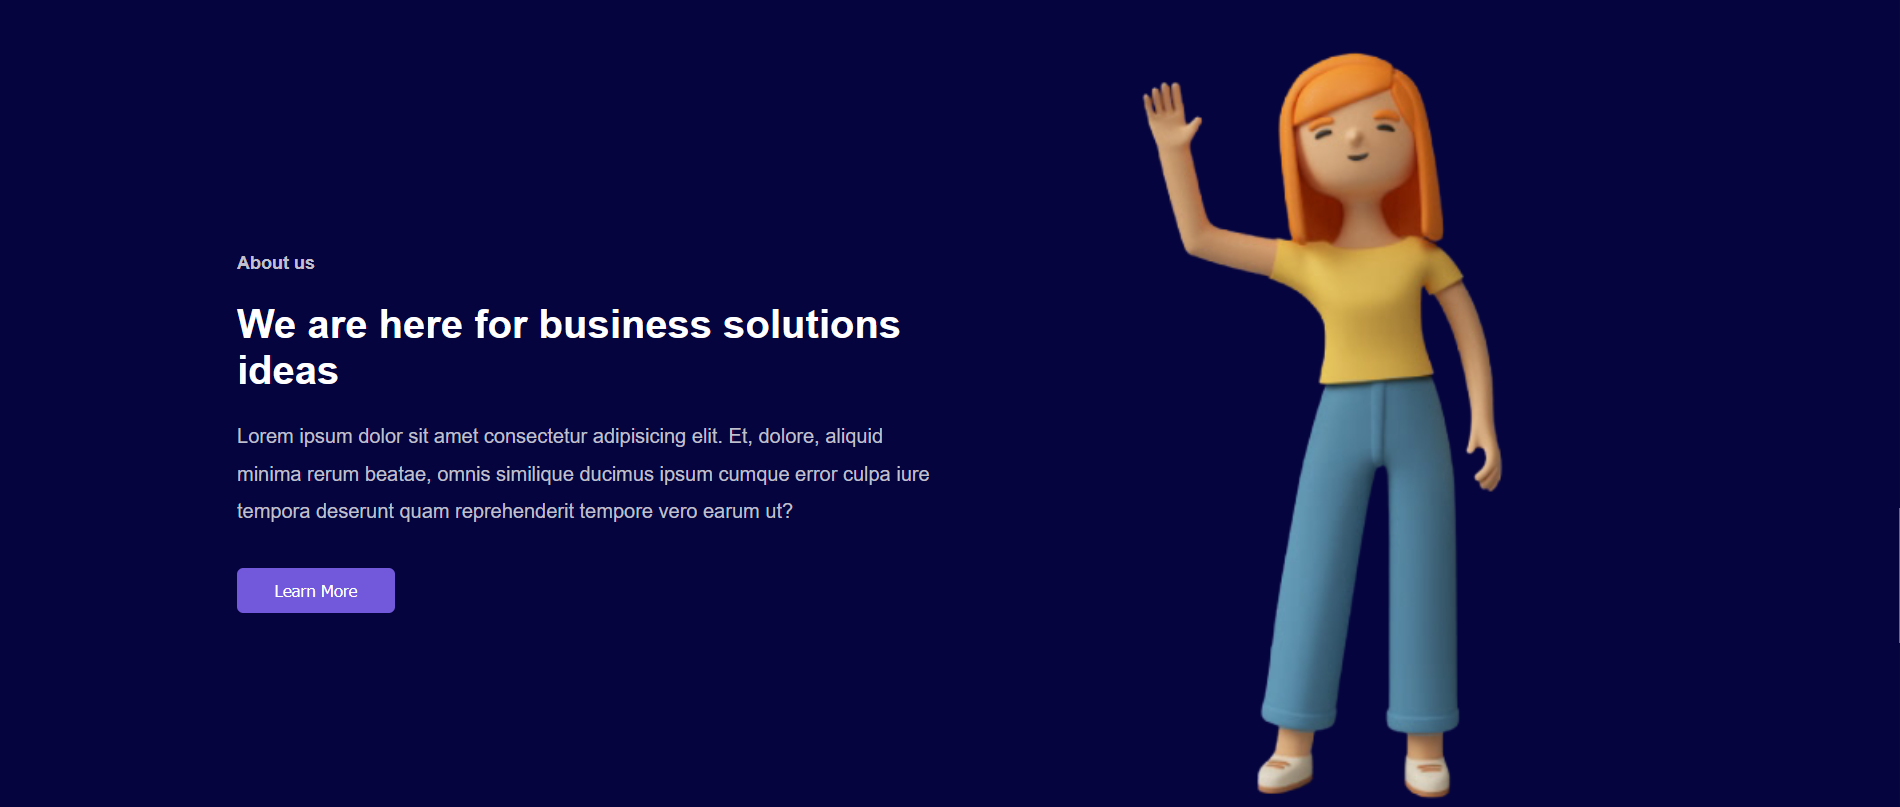 About us
We are here for business solutions
ideas
Lorem ipsum dolor sit amet consectetur adipisicing elit. Et, dolore, aliquid
minima rerum beatae, omnis similique ducimus ipsum cumque error culpa iure
tempora deserunt quam reprehenderit tempore vero earum ut?
Learn More